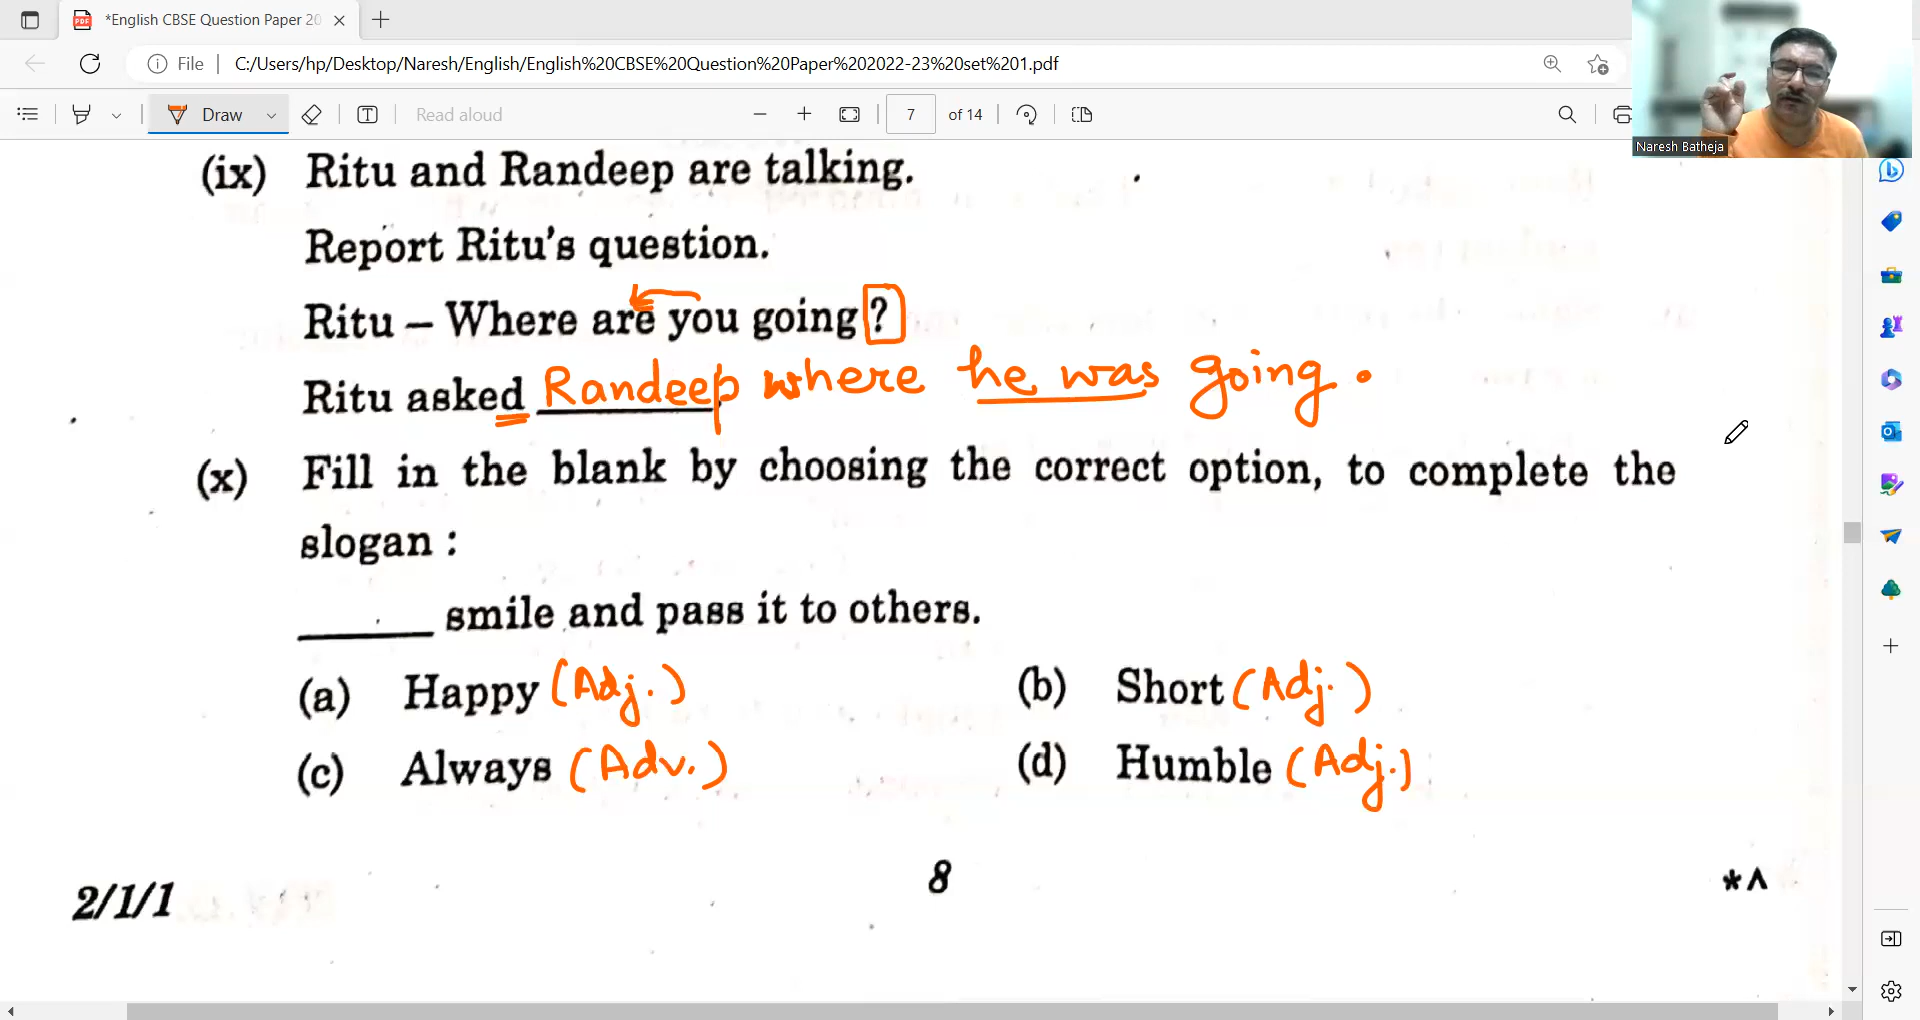 *English CBSE Question Paper 20
File C:/Users/hp/Desktop/Naresh/English/English%20CBSE%20Question%20Paper%202022-23%20set%201.pdf
Draw Read aloud 7 of 14
Naresh Batheja
(ix) Ritu and Randeep are talking.
Report Ritu's question.
Ritu – Where are you going ?
Ritu asked Randeep where he was going.
(x) Fill in the blank by choosing the correct option, to complete the
slogan :
______ smile and pass it to others.
(a) Happy (Adj.) (b) Short (Adj.)
(c) Always (Adv.) (d) Humble (Adj.)
2/1/1 8 *^